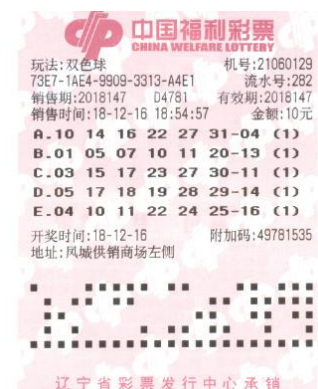 中国福利彩票
CHINA WELFARE LOTTERY
玩法:双色球 机号:21060129
73E7-1AE4-9909-3313-A4E1 流水号:282
销售期:2018147 D4781 有效期:2018147
销售时间:18-12-16 18:54:57 金额:10元
A.10 14 16 22 27 31-04 (1)
B.01 05 07 10 11 20-13 (1)
C.03 15 17 23 27 30-11 (1)
D.05 17 18 19 28 29-14 (1)
E.04 10 11 22 24 25-16 (1)
开奖时间:18-12-16 附加码:49781535
地址:凤城供销商场左侧
辽宁省彩票发行中心承销